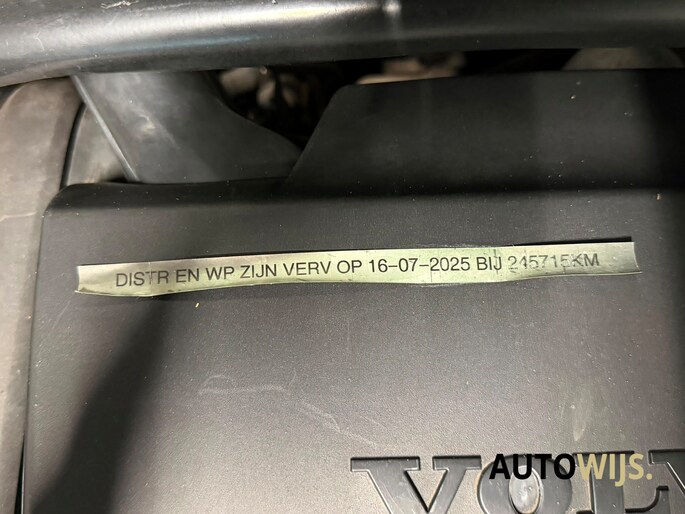 DISTR EN WP ZIJN VERV OP 16-07-2025 BIJ 245715KM
AUTOWIJS.